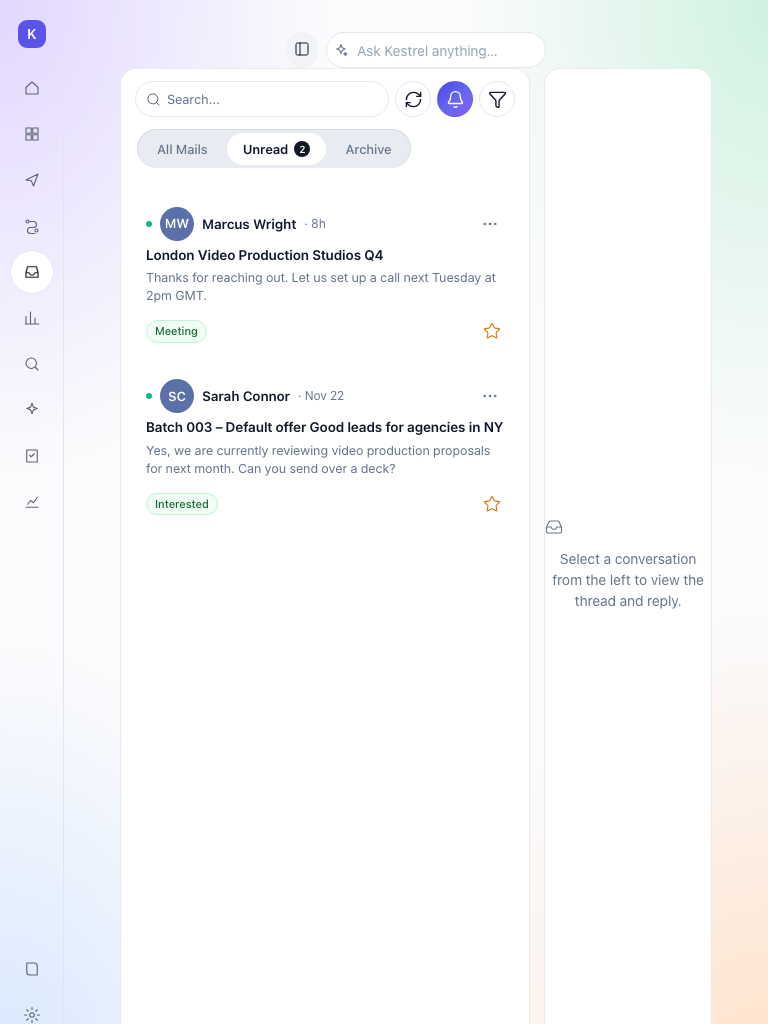 K
Ask Kestrel anything...
Search...
All Mails
Unread 2
Archive
MW Marcus Wright · 8h
London Video Production Studios Q4
Thanks for reaching out. Let us set up a call next Tuesday at
2pm GMT.
Meeting
SC Sarah Connor · Nov 22
Batch 003 – Default offer Good leads for agencies in NY
Yes, we are currently reviewing video production proposals
for next month. Can you send over a deck?
Interested
Select a conversation
from the left to view the
thread and reply.